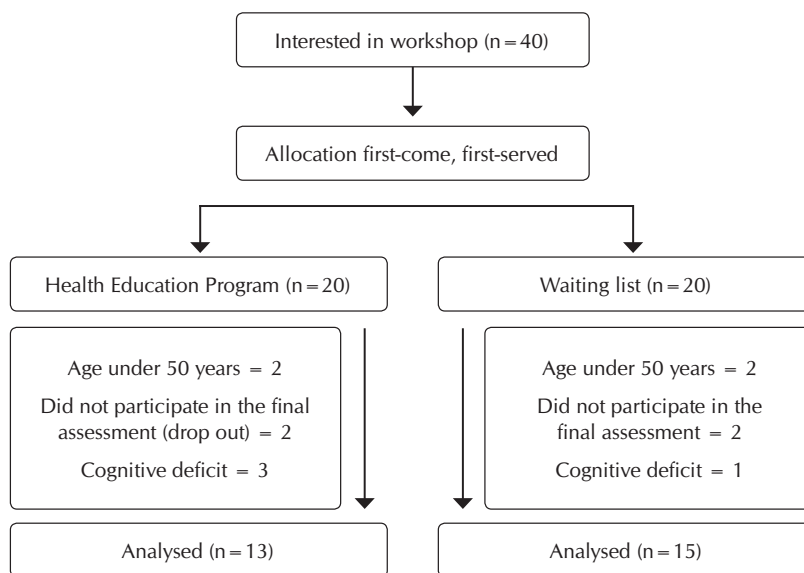 Interested in workshop (n=40)
Allocation first-come, first-served
Health Education Program (n=20)
Waiting list (n=20)
Age under 50 years = 2
Did not participate in the final
assessment (drop out) = 2
Cognitive deficit = 3
Age under 50 years = 2
Did not participate in the
final assessment = 2
Cognitive deficit = 1
Analysed (n=13)
Analysed (n=15)